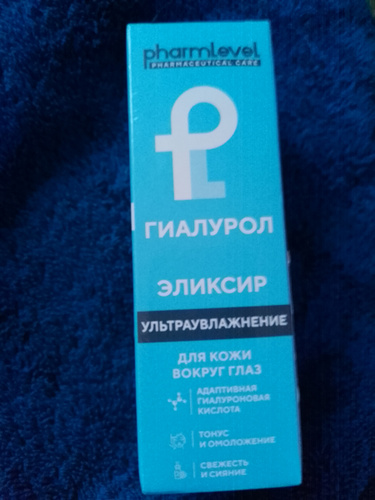 pharmlevel
PHARMACEUTICAL CARE
ГИАЛУРОЛ
ЭЛИКСИР
УЛЬТРАУВЛАЖНЕНИЕ
ДЛЯ КОЖИ
ВОКРУГ ГЛАЗ
АДАПТИВНАЯ
ГИАЛУРОНОВАЯ
КИСЛОТА
ТОНУС
И ОМОЛОЖЕНИЕ
СВЕЖЕСТЬ
И СИЯНИЕ